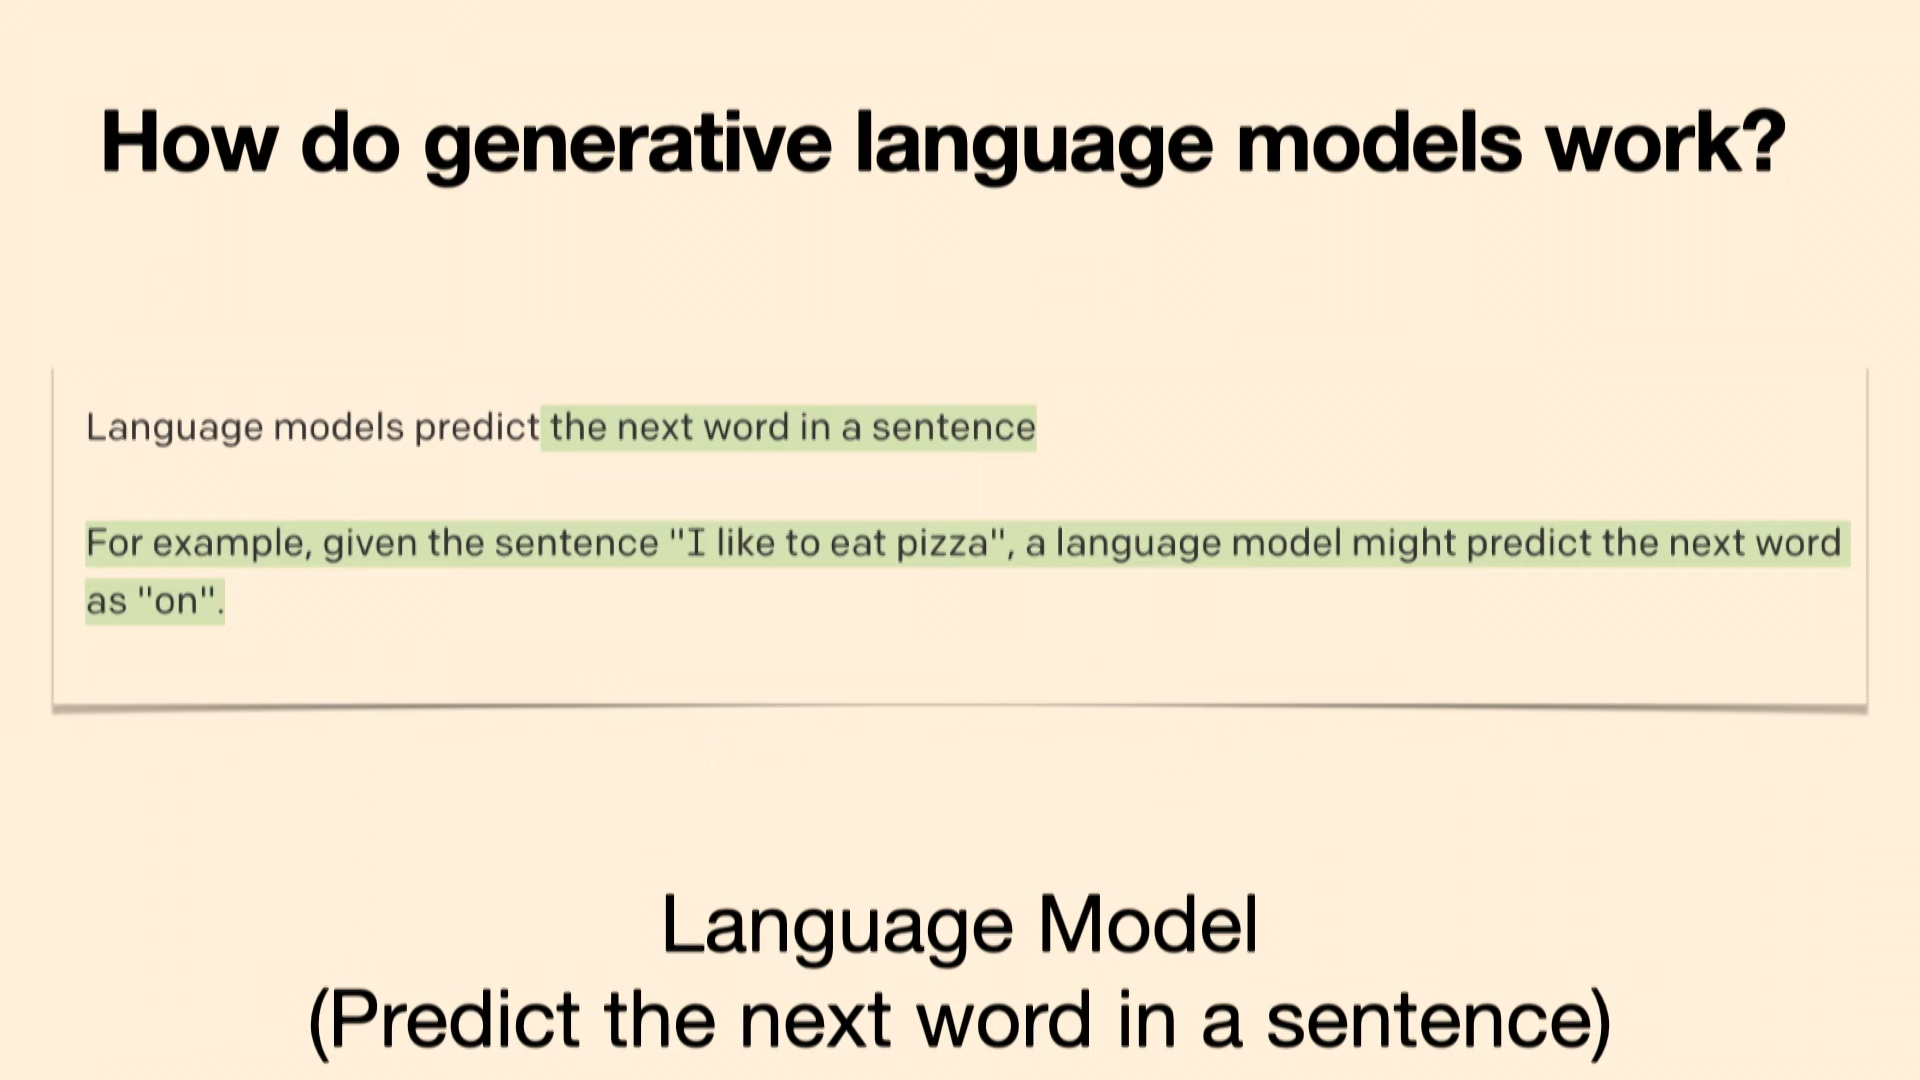 How do generative language models work?
Language models predict the next word in a sentence
For example, given the sentence "I like to eat pizza", a language model might predict the next word
as "on".
Language Model
(Predict the next word in a sentence)